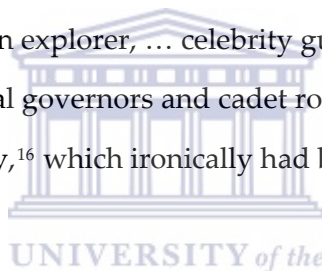 n explorer, … celebrity gu
al governors and cadet ro
y,¹⁶ which ironically had b
UNIVERSITY of the